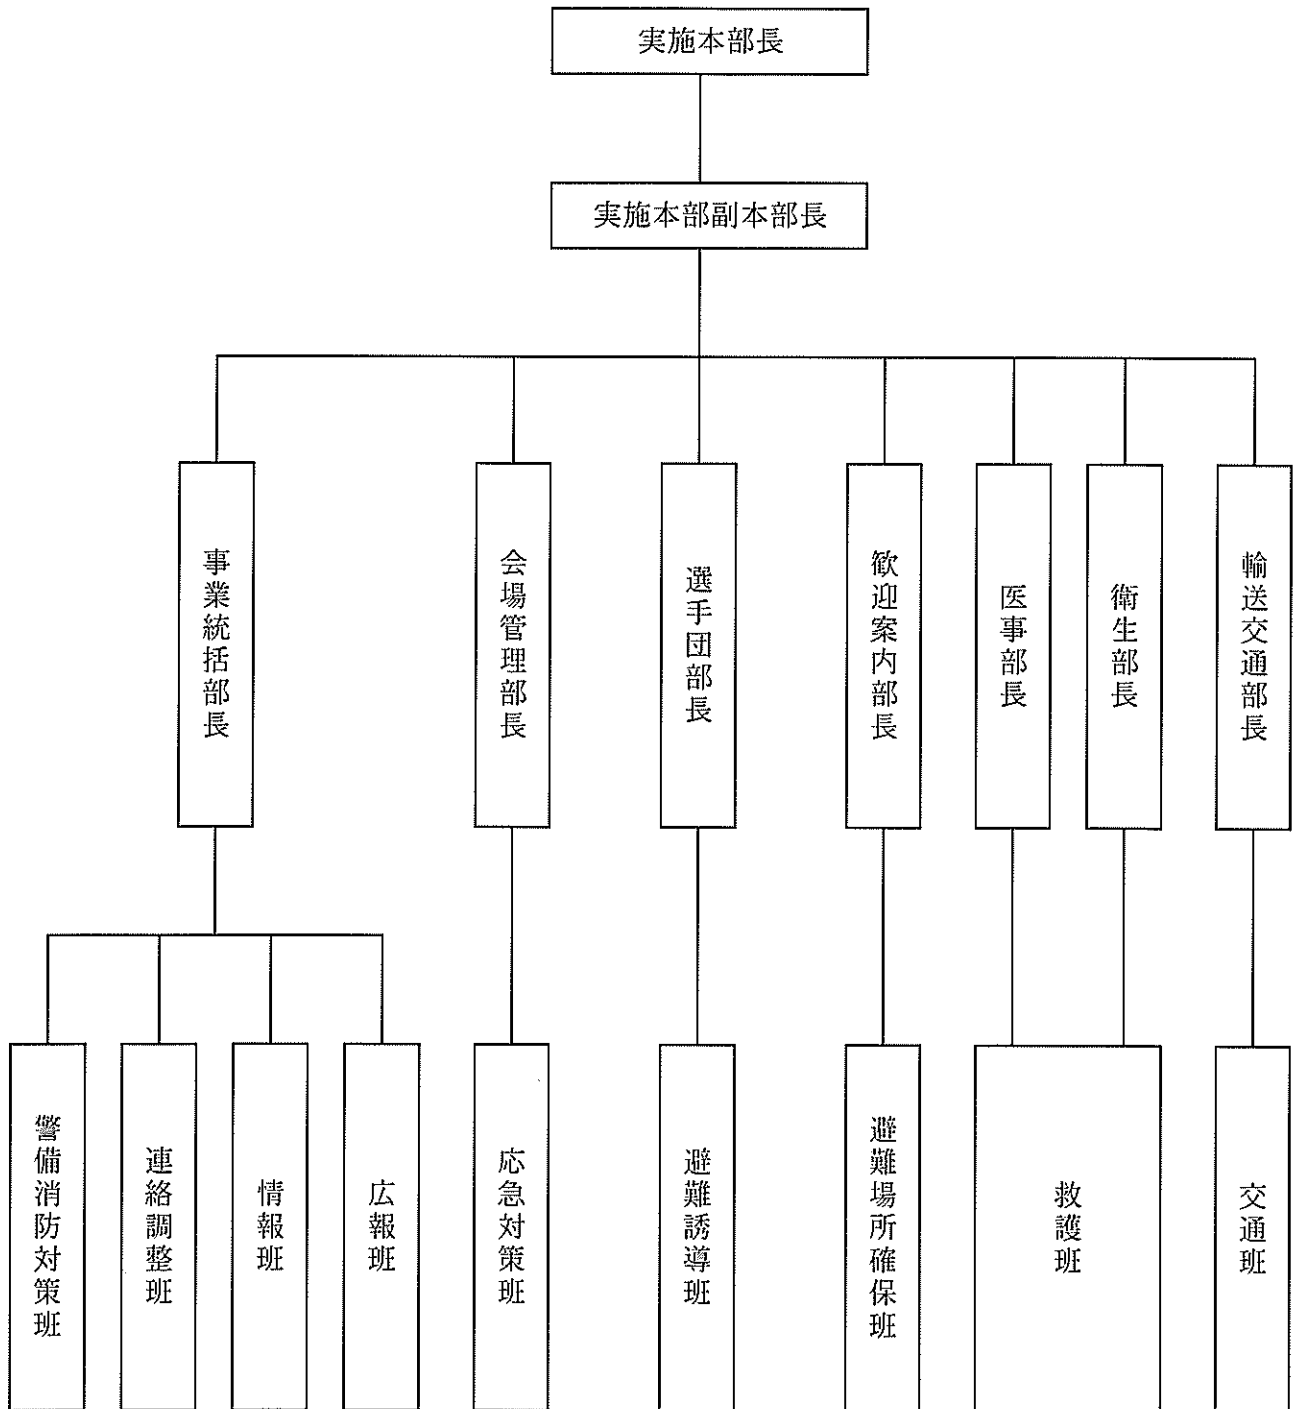 実施本部長
実施本部副本部長
事業統括部長
会場管理部長
選手団部長
歓迎案内部長
医事部長
衛生部長
輸送交通部長
警備消防対策班
連絡調整班
情報班
広報班
応急対策班
避難誘導班
避難場所確保班
救護班
交通班